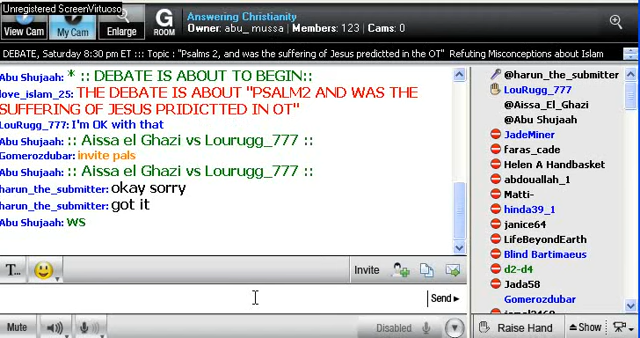 Unregistered ScreenVirtuoso
View Cam
My Cam
Enlarge
G
ROOM
Answering Christianity
Owner: abu_ mussa | Members: 123 | Cams: 0
DEBATE, Saturday 8:30 pm ET ::: Topic : "Psalms 2, and was the suffering of Jesus predictted in the OT" Refuting Misconceptions about Islam
Abu Shujaah: * :: DEBATE IS ABOUT TO BEGIN::
love_islam_25: THE DEBATE IS ABOUT "PSALM2 AND WAS THE
SUFFERING OF JESUS PRIDICTTED IN OT"
LouRugg_777: I'm OK with that
Abu Shujaah: :: Aissa el Ghazi vs Lourugg_777 ::
Gomerozdubar: invite pals
Abu Shujaah: :: Aissa el Ghazi vs Lourugg_777 ::
harun_the_submitter: okay sorry
harun_the_submitter: got it
Abu Shujaah: WS
T...
Invite
Send
Mute
Disabled
@harun_the_submitter
LouRugg_777
@Aissa_El_Ghazi
@Abu Shujaah
JadeMiner
faras_cade
Helen A Handbasket
abdouallah_1
Matti-
hinda39_1
janice64
LifeBeyondEarth
Blind Bartimaeus
d2-d4
Jada58
Gomerozdubar
Raise Hand
Show